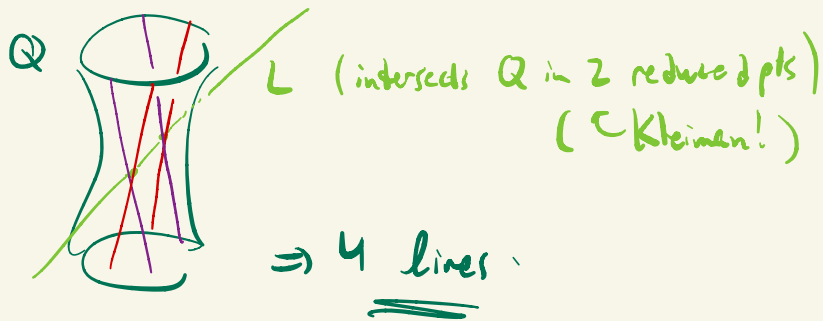 Q
L (intersects Q in 2 reduced pts)
( Kleiman!)
⇒ 4 lines